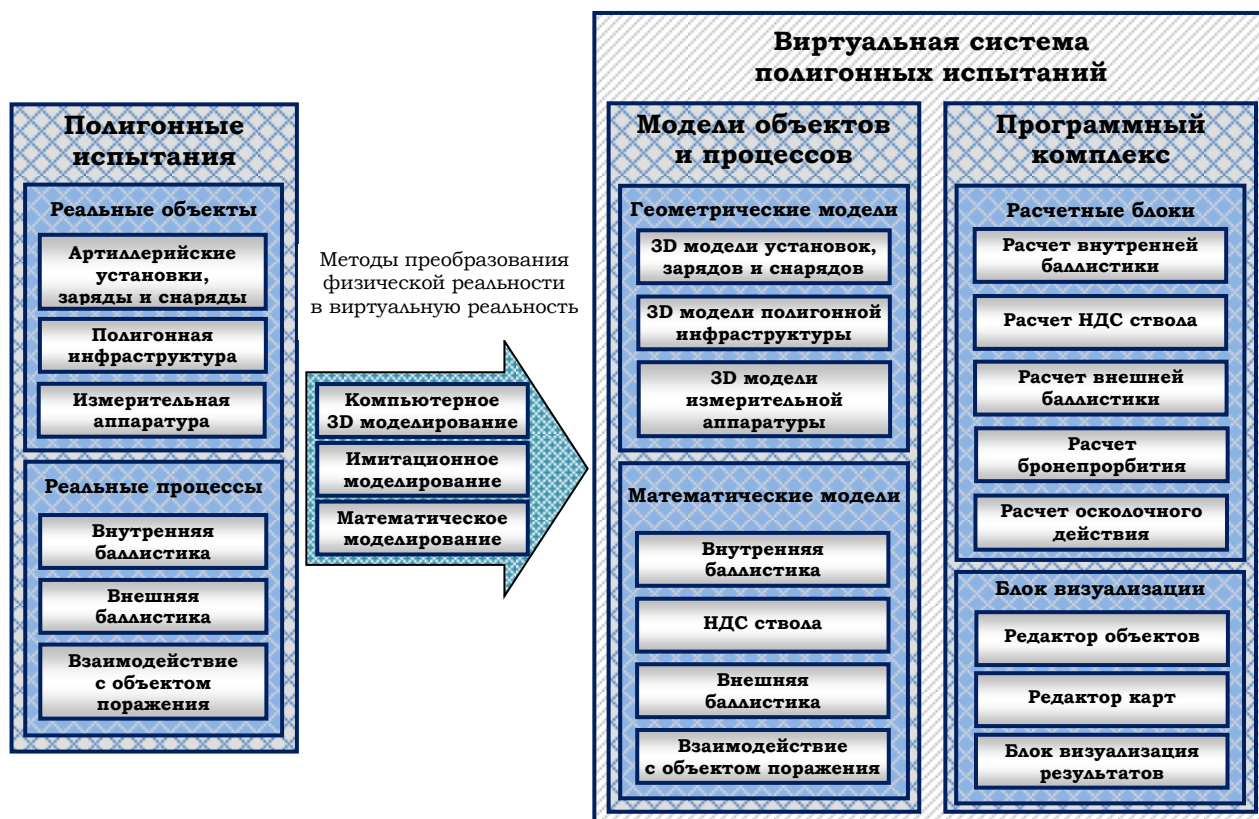 Виртуальная система
полигонных испытаний
Полигонные
испытания
Реальные объекты
Артиллерийские
установки,
заряды и снаряды
Полигонная
инфраструктура
Измерительная
аппаратура
Реальные процессы
Внутренняя
баллистика
Внешняя
баллистика
Взаимодействие
с объектом
поражения
Методы преобразования
физической реальности
в виртуальную реальность
Компьютерное
3D моделирование
Имитационное
моделирование
Математическое
моделирование
Модели объектов
и процессов
Геометрические модели
3D модели установок,
зарядов и снарядов
3D модели полигонной
инфраструктуры
3D модели
измерительной
аппаратуры
Математические модели
Внутренняя
баллистика
НДС ствола
Внешняя
баллистика
Взаимодействие
с объектом поражения
Программный
комплекс
Расчетные блоки
Расчет внутренней
баллистики
Расчет НДС ствола
Расчет внешней
баллистики
Расчет
бронепрорбития
Расчет осколочного
действия
Блок визуализации
Редактор объектов
Редактор карт
Блок визуализация
результатов